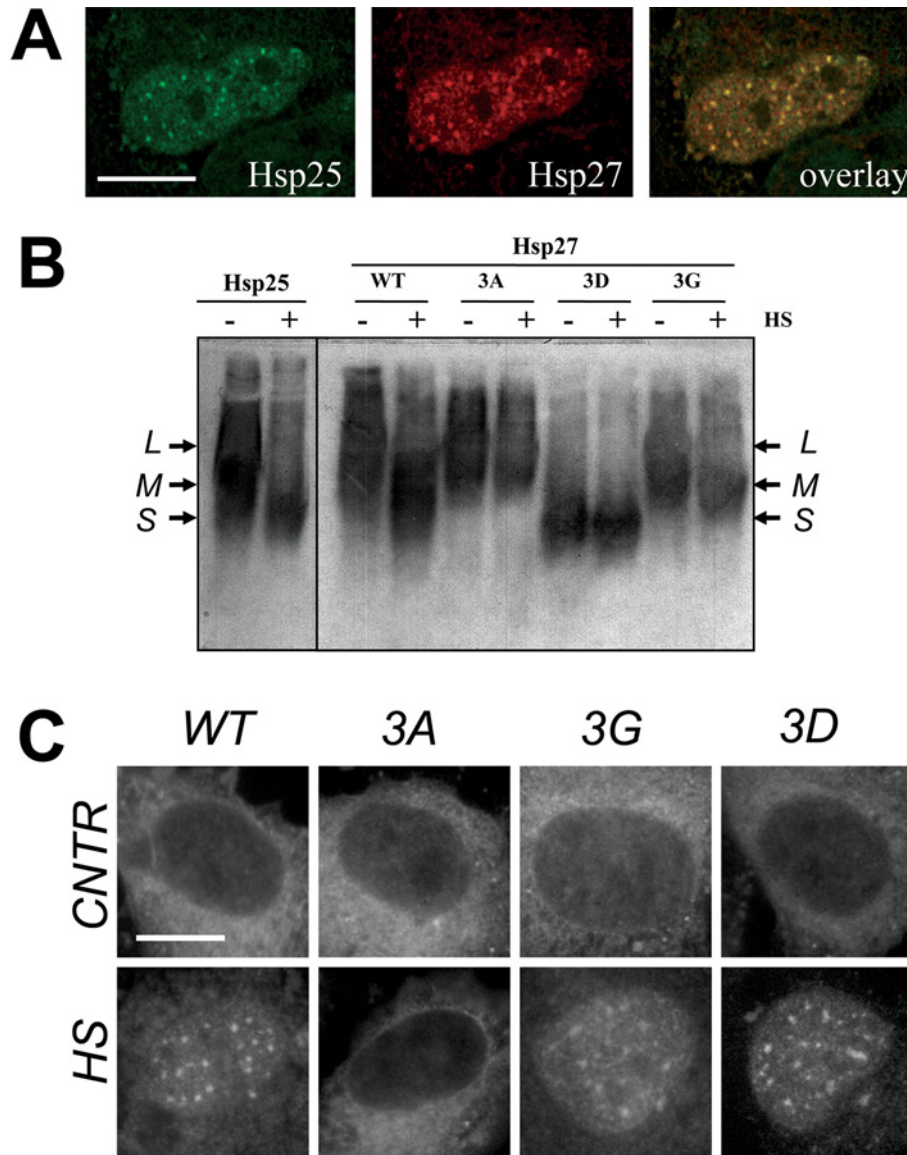 A
Hsp25
Hsp27
overlay
B
Hsp27
Hsp25
WT
3A
3D
3G
- + - + - + - + - + HS
L L
M M
S S
C
WT 3A 3G 3D
CNTR
HS